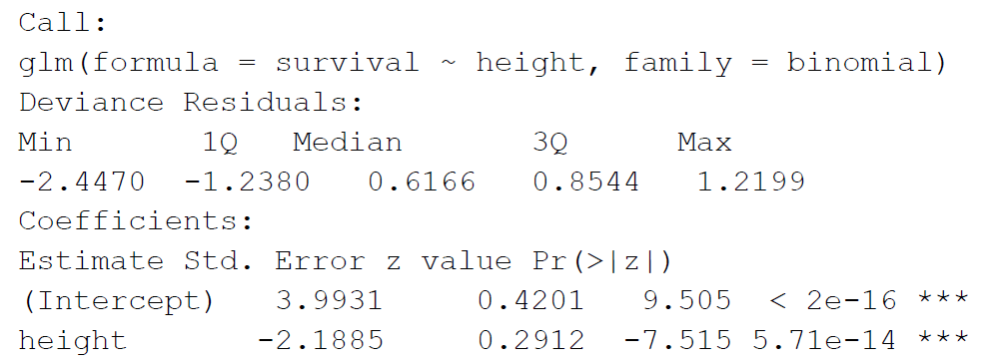 Call:
glm(formula = survival ~ height, family = binomial)
Deviance Residuals:
Min 1Q Median 3Q Max
-2.4470 -1.2380 0.6166 0.8544 1.2199
Coefficients:
Estimate Std. Error z value Pr(>|z|)
(Intercept) 3.9931 0.4201 9.505 < 2e-16 ***
height -2.1885 0.2912 -7.515 5.71e-14 ***